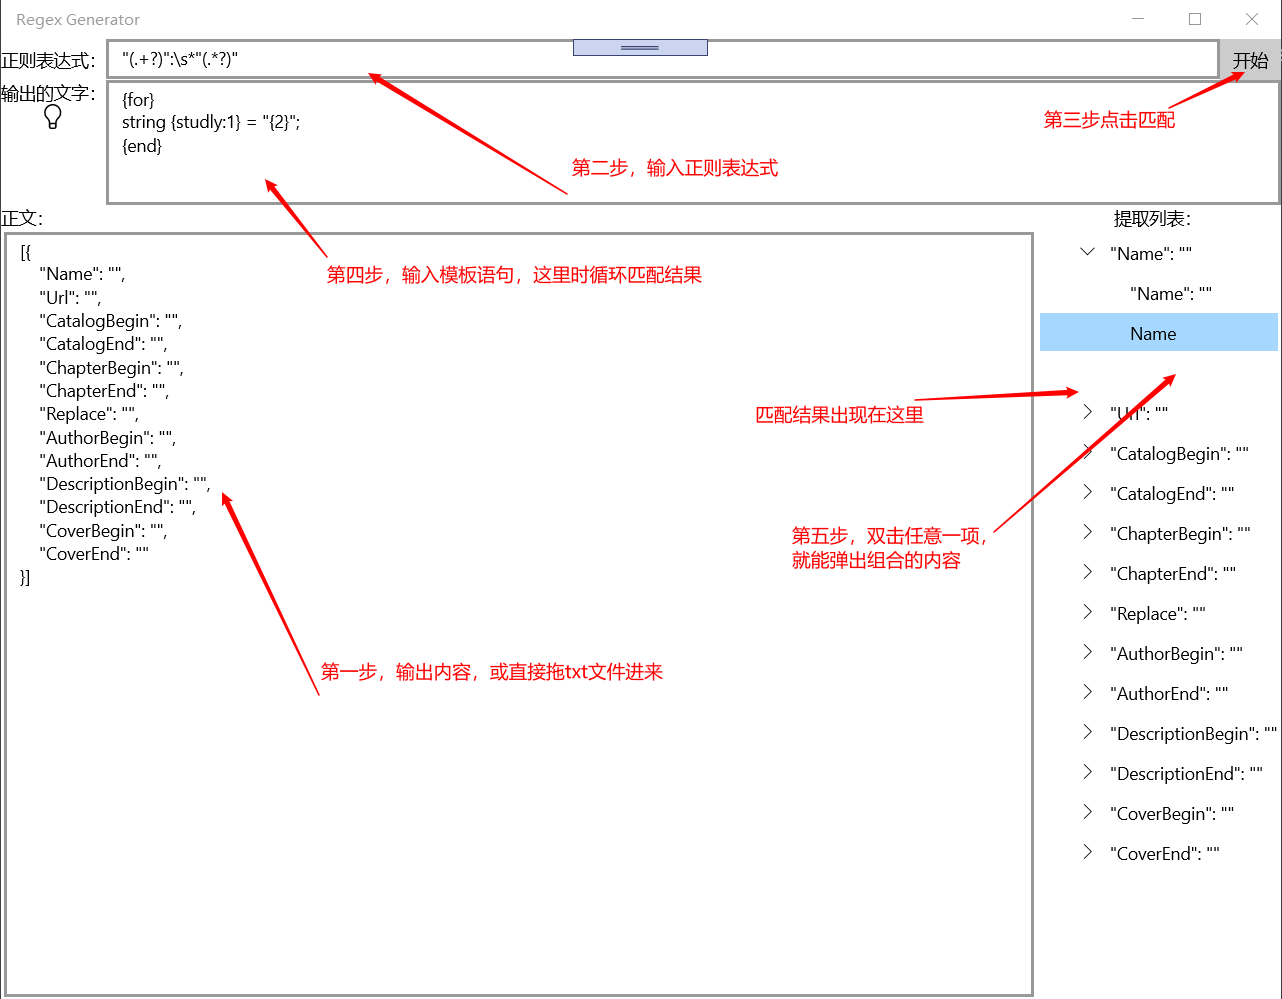 Regex Generator
正则表达式：
"(.+?)":\s*"(.*?)"
开始
输出的文字：
{for}
string {studly:1} = "{2}";
{end}
第三步点击匹配
第二步，输入正则表达式
正文：
提取列表：
[{
"Name": "",
"Url": "",
"CatalogBegin": "",
"CatalogEnd": "",
"ChapterBegin": "",
"ChapterEnd": "",
"Replace": "",
"AuthorBegin": "",
"AuthorEnd": "",
"DescriptionBegin": "",
"DescriptionEnd": "",
"CoverBegin": "",
"CoverEnd": ""
}]
第四步，输入模板语句，这里时循环匹配结果
匹配结果出现在这里
第五步，双击任意一项，
就能弹出组合的内容
第一步，输出内容，或直接拖txt文件进来
"Name": ""
"Name": ""
Name
"Url": ""
"CatalogBegin": ""
"CatalogEnd": ""
"ChapterBegin": ""
"ChapterEnd": ""
"Replace": ""
"AuthorBegin": ""
"AuthorEnd": ""
"DescriptionBegin": ""
"DescriptionEnd": ""
"CoverBegin": ""
"CoverEnd": ""